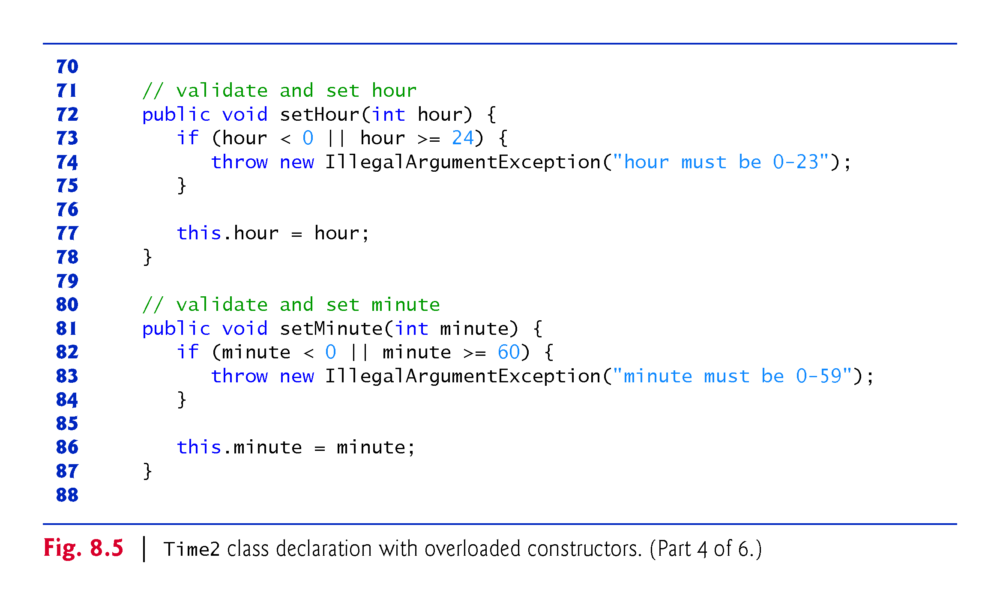 70
71 // validate and set hour
72 public void setHour(int hour) {
73 if (hour < 0 || hour >= 24) {
74 throw new IllegalArgumentException("hour must be 0-23");
75 }
76
77 this.hour = hour;
78 }
79
80 // validate and set minute
81 public void setMinute(int minute) {
82 if (minute < 0 || minute >= 60) {
83 throw new IllegalArgumentException("minute must be 0-59");
84 }
85
86 this.minute = minute;
87 }
88
Fig. 8.5 | Time2 class declaration with overloaded constructors. (Part 4 of 6.)